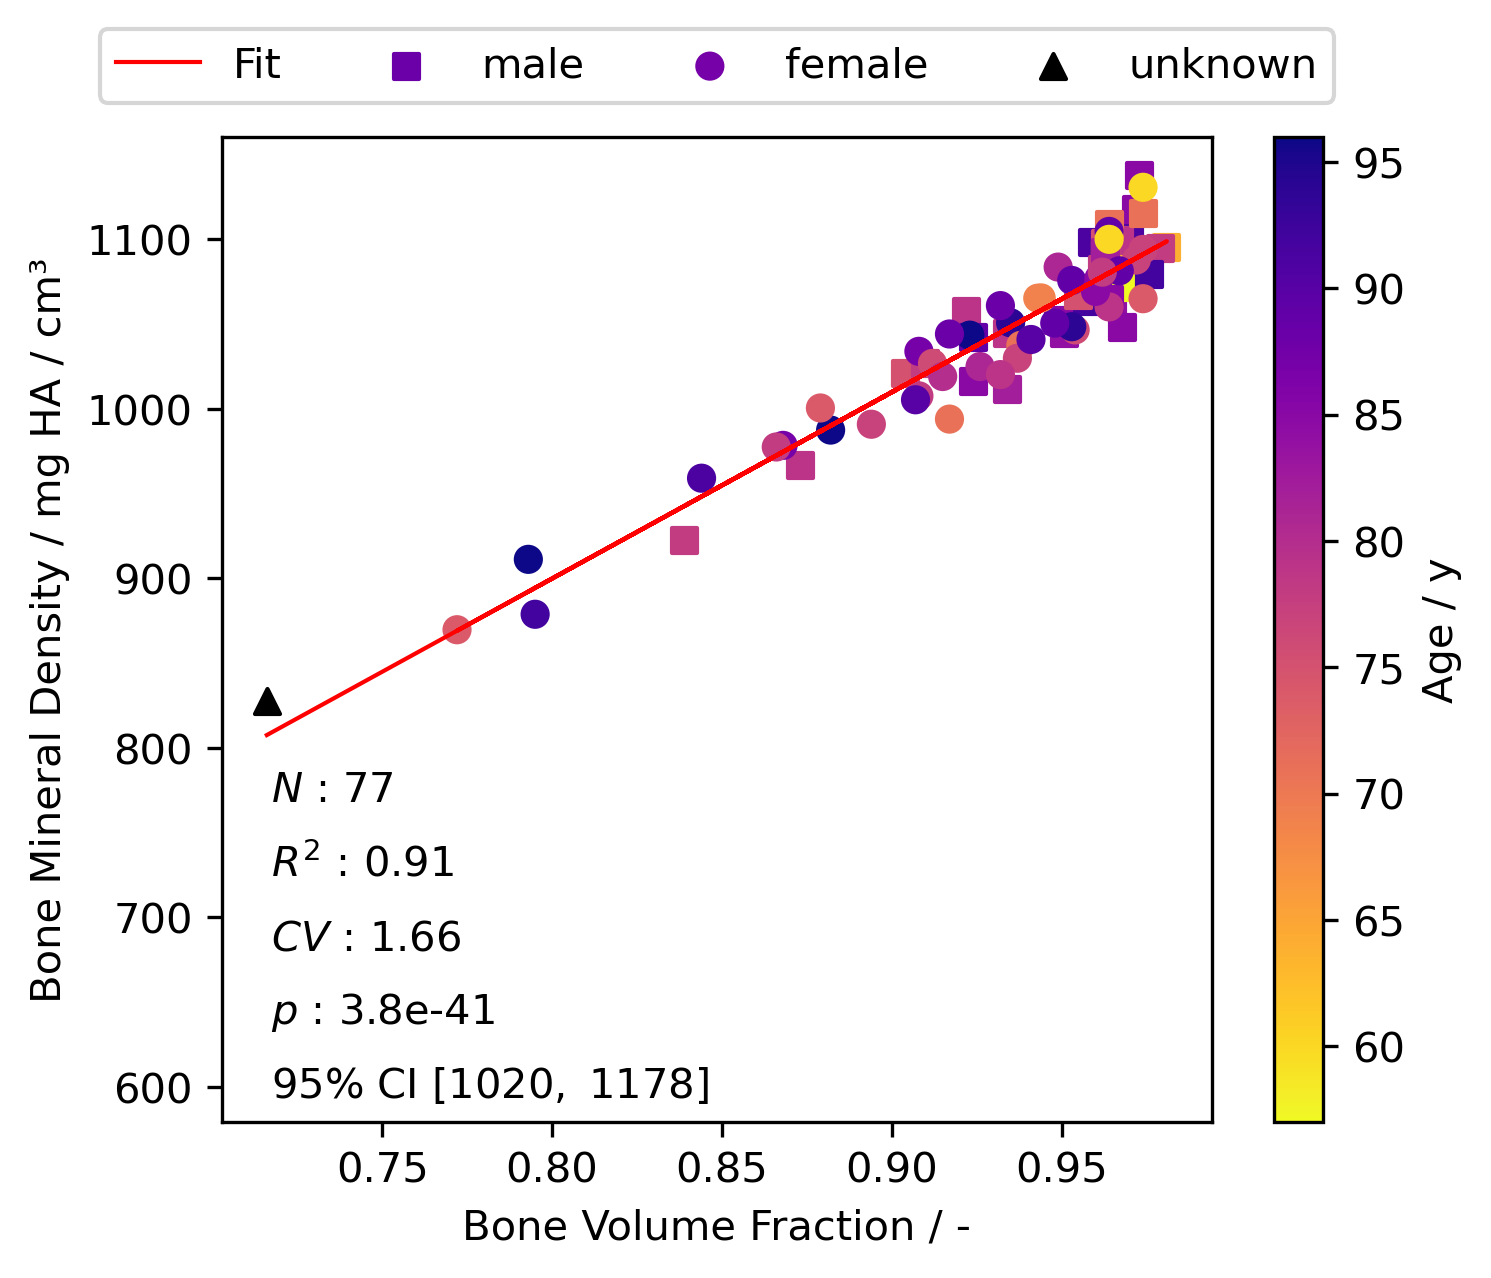 Fit male female unknown
1100
1000
900
800
700
600
Bone Mineral Density / mg HA / cm³
N : 77
R² : 0.91
CV : 1.66
p : 3.8e-41
95% CI [1020, 1178]
0.75 0.80 0.85 0.90 0.95
Bone Volume Fraction / -
95
90
85
80
75
70
65
60
Age / y